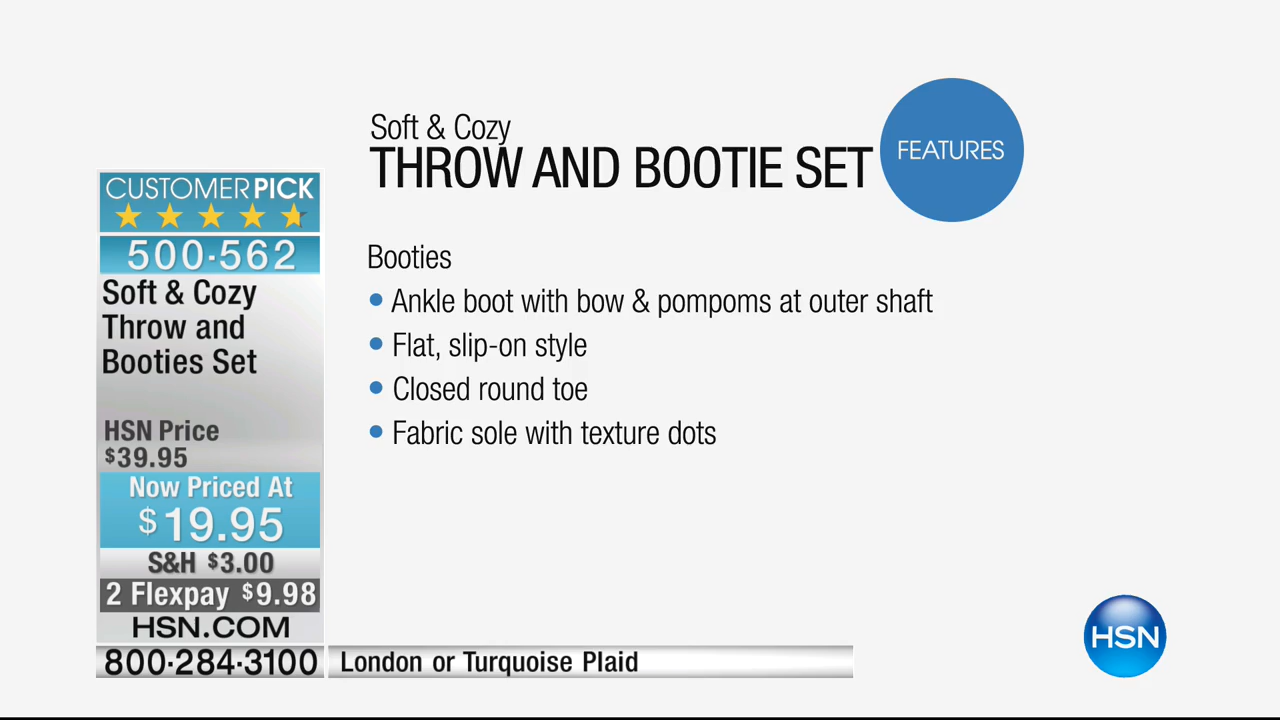 Soft & Cozy
THROW AND BOOTIE SET
FEATURES
Booties
• Ankle boot with bow & pompoms at outer shaft
• Flat, slip-on style
• Closed round toe
• Fabric sole with texture dots
CUSTOMER PICK
500·562
Soft & Cozy
Throw and
Booties Set
HSN Price
$39.95
Now Priced At
$19.95
S&H $3.00
2 Flexpay $9.98
HSN.COM
800·284·3100
London or Turquoise Plaid
HSN